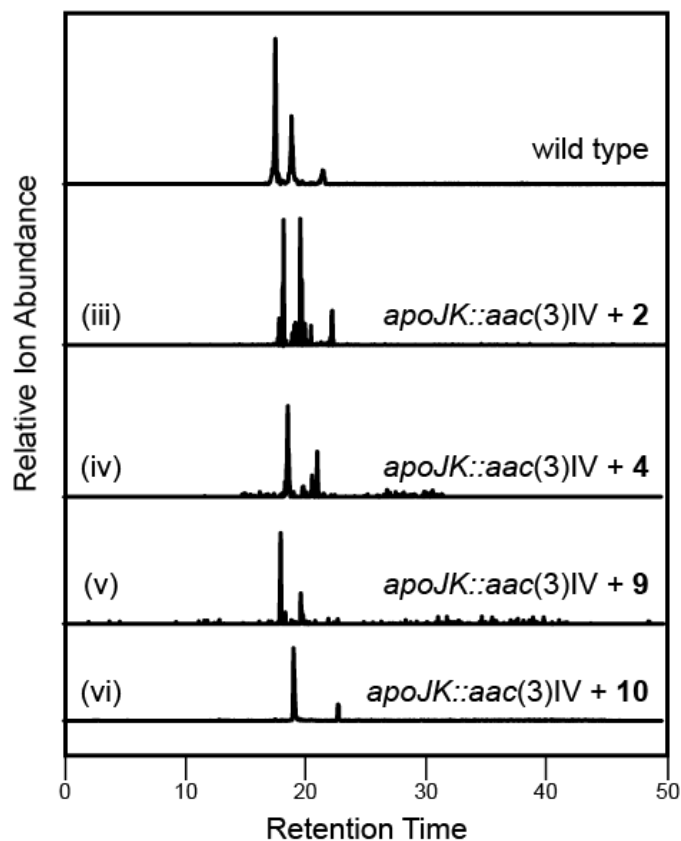 Relative Ion Abundance
wild type
(iii) apoJK::aac(3)IV + 2
(iv) apoJK::aac(3)IV + 4
(v) apoJK::aac(3)IV + 9
(vi) apoJK::aac(3)IV + 10
0 10 20 30 40 50
Retention Time